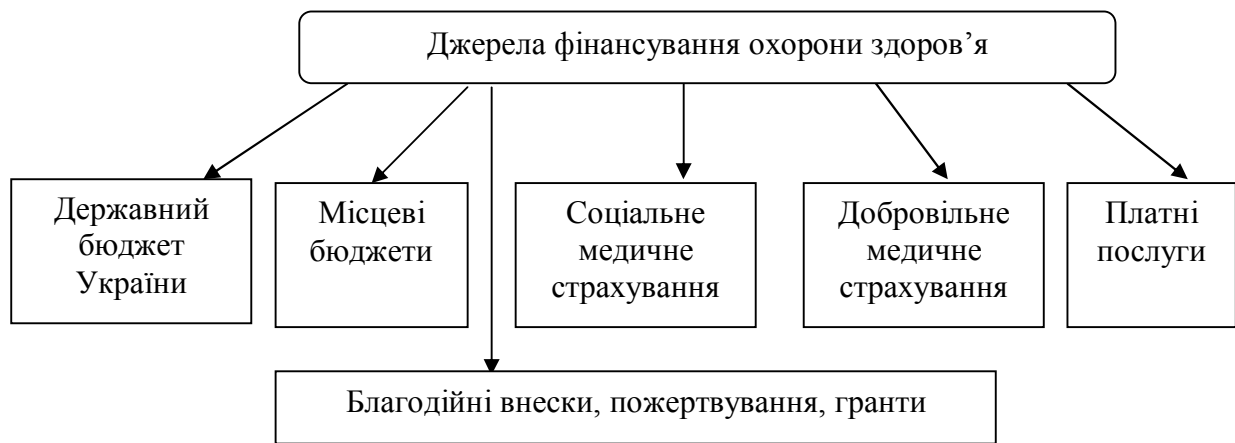 Джерела фінансування охорони здоров’я
Державний
бюджет
України
Місцеві
бюджети
Соціальне
медичне
страхування
Добровільне
медичне
страхування
Платні
послуги
Благодійні внески, пожертвування, гранти